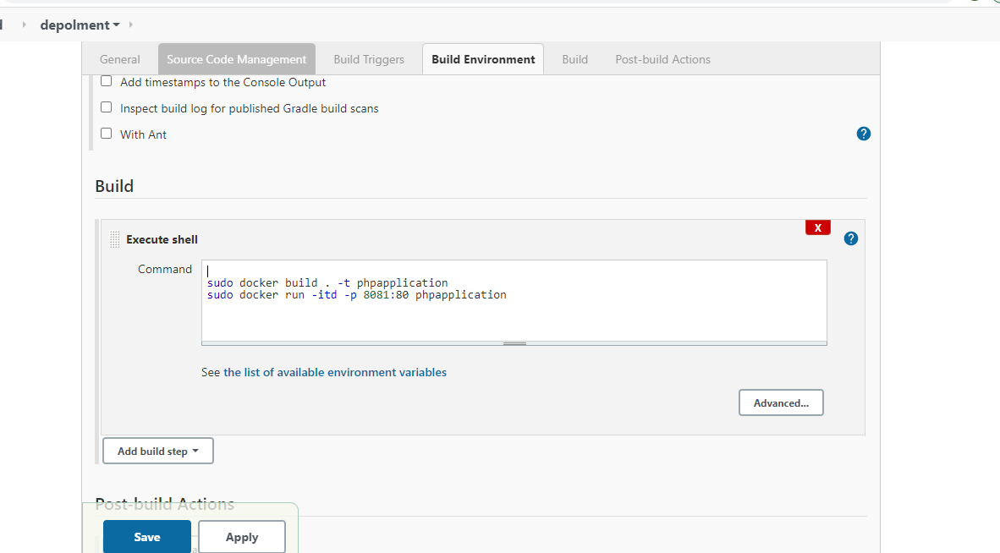 depolment
General Source Code Management Build Triggers Build Environment Build Post-build Actions
Add timestamps to the Console Output
Inspect build log for published Gradle build scans
With Ant
?
Build
X
Execute shell
?
Command
sudo docker build . -t phpapplication
sudo docker run -itd -p 8081:80 phpapplication
See the list of available environment variables
Advanced...
Add build step
Post-build Actions
Save Apply